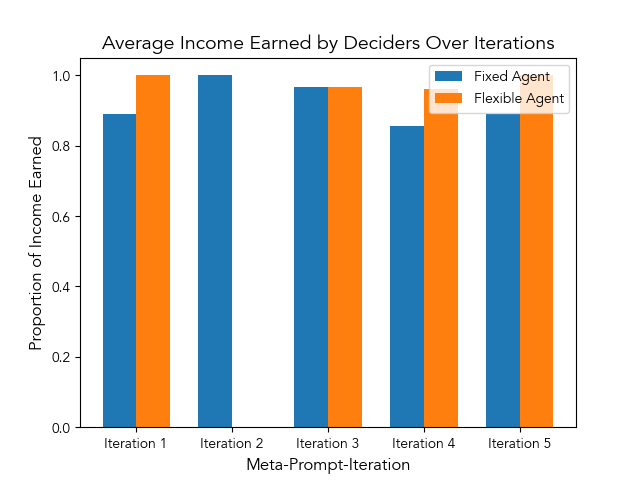 Average Income Earned by Deciders Over Iterations
Fixed Agent
Flexible Agent
Proportion of Income Earned
1.0
0.8
0.6
0.4
0.2
0.0
Iteration 1
Iteration 2
Iteration 3
Iteration 4
Iteration 5
Meta-Prompt-Iteration